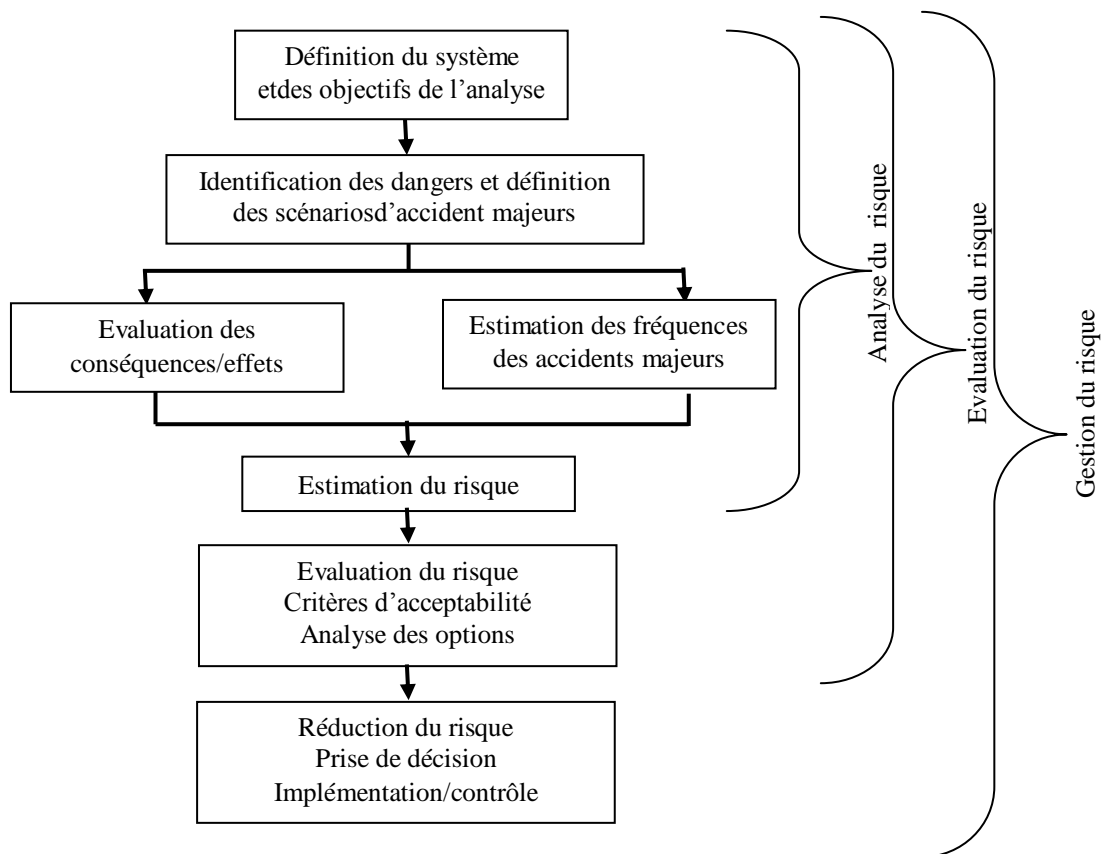 Définition du système
etdes objectifs de l’analyse
Identification des dangers et définition
des scénariosd’accident majeurs
Evaluation des
conséquences/effets
Estimation des fréquences
des accidents majeurs
Estimation du risque
Evaluation du risque
Critères d’acceptabilité
Analyse des options
Réduction du risque
Prise de décision
Implémentation/contrôle
Analyse du risque
Evaluation du risque
Gestion du risque